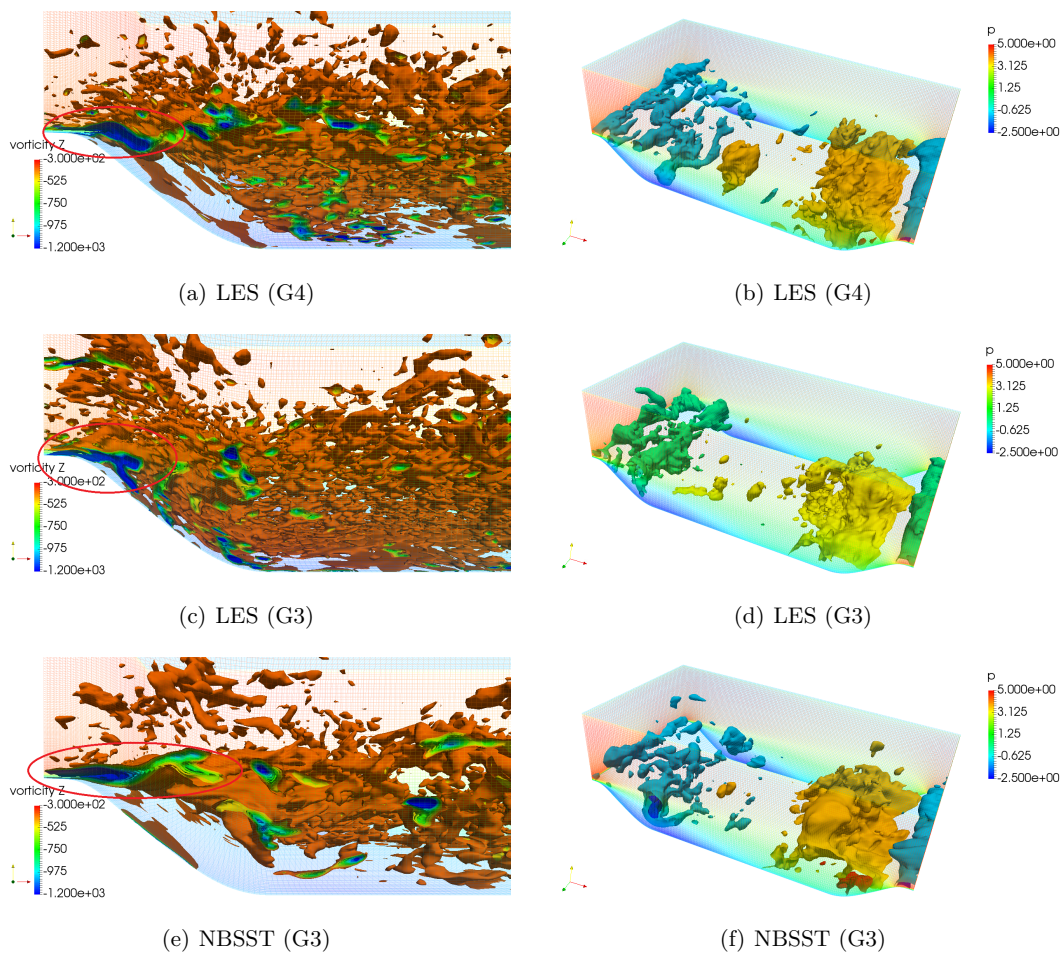 vorticity Z
-3.000e+02
-525
-750
-975
-1.200e+03
(a) LES (G4)
p
5.000e+00
3.125
1.25
-0.625
-2.500e+00
(b) LES (G4)
vorticity Z
-3.000e+02
-525
-750
-975
-1.200e+03
(c) LES (G3)
p
5.000e+00
3.125
1.25
-0.625
-2.500e+00
(d) LES (G3)
vorticity Z
-3.000e+02
-525
-750
-975
-1.200e+03
(e) NBSST (G3)
p
5.000e+00
3.125
1.25
-0.625
-2.500e+00
(f) NBSST (G3)